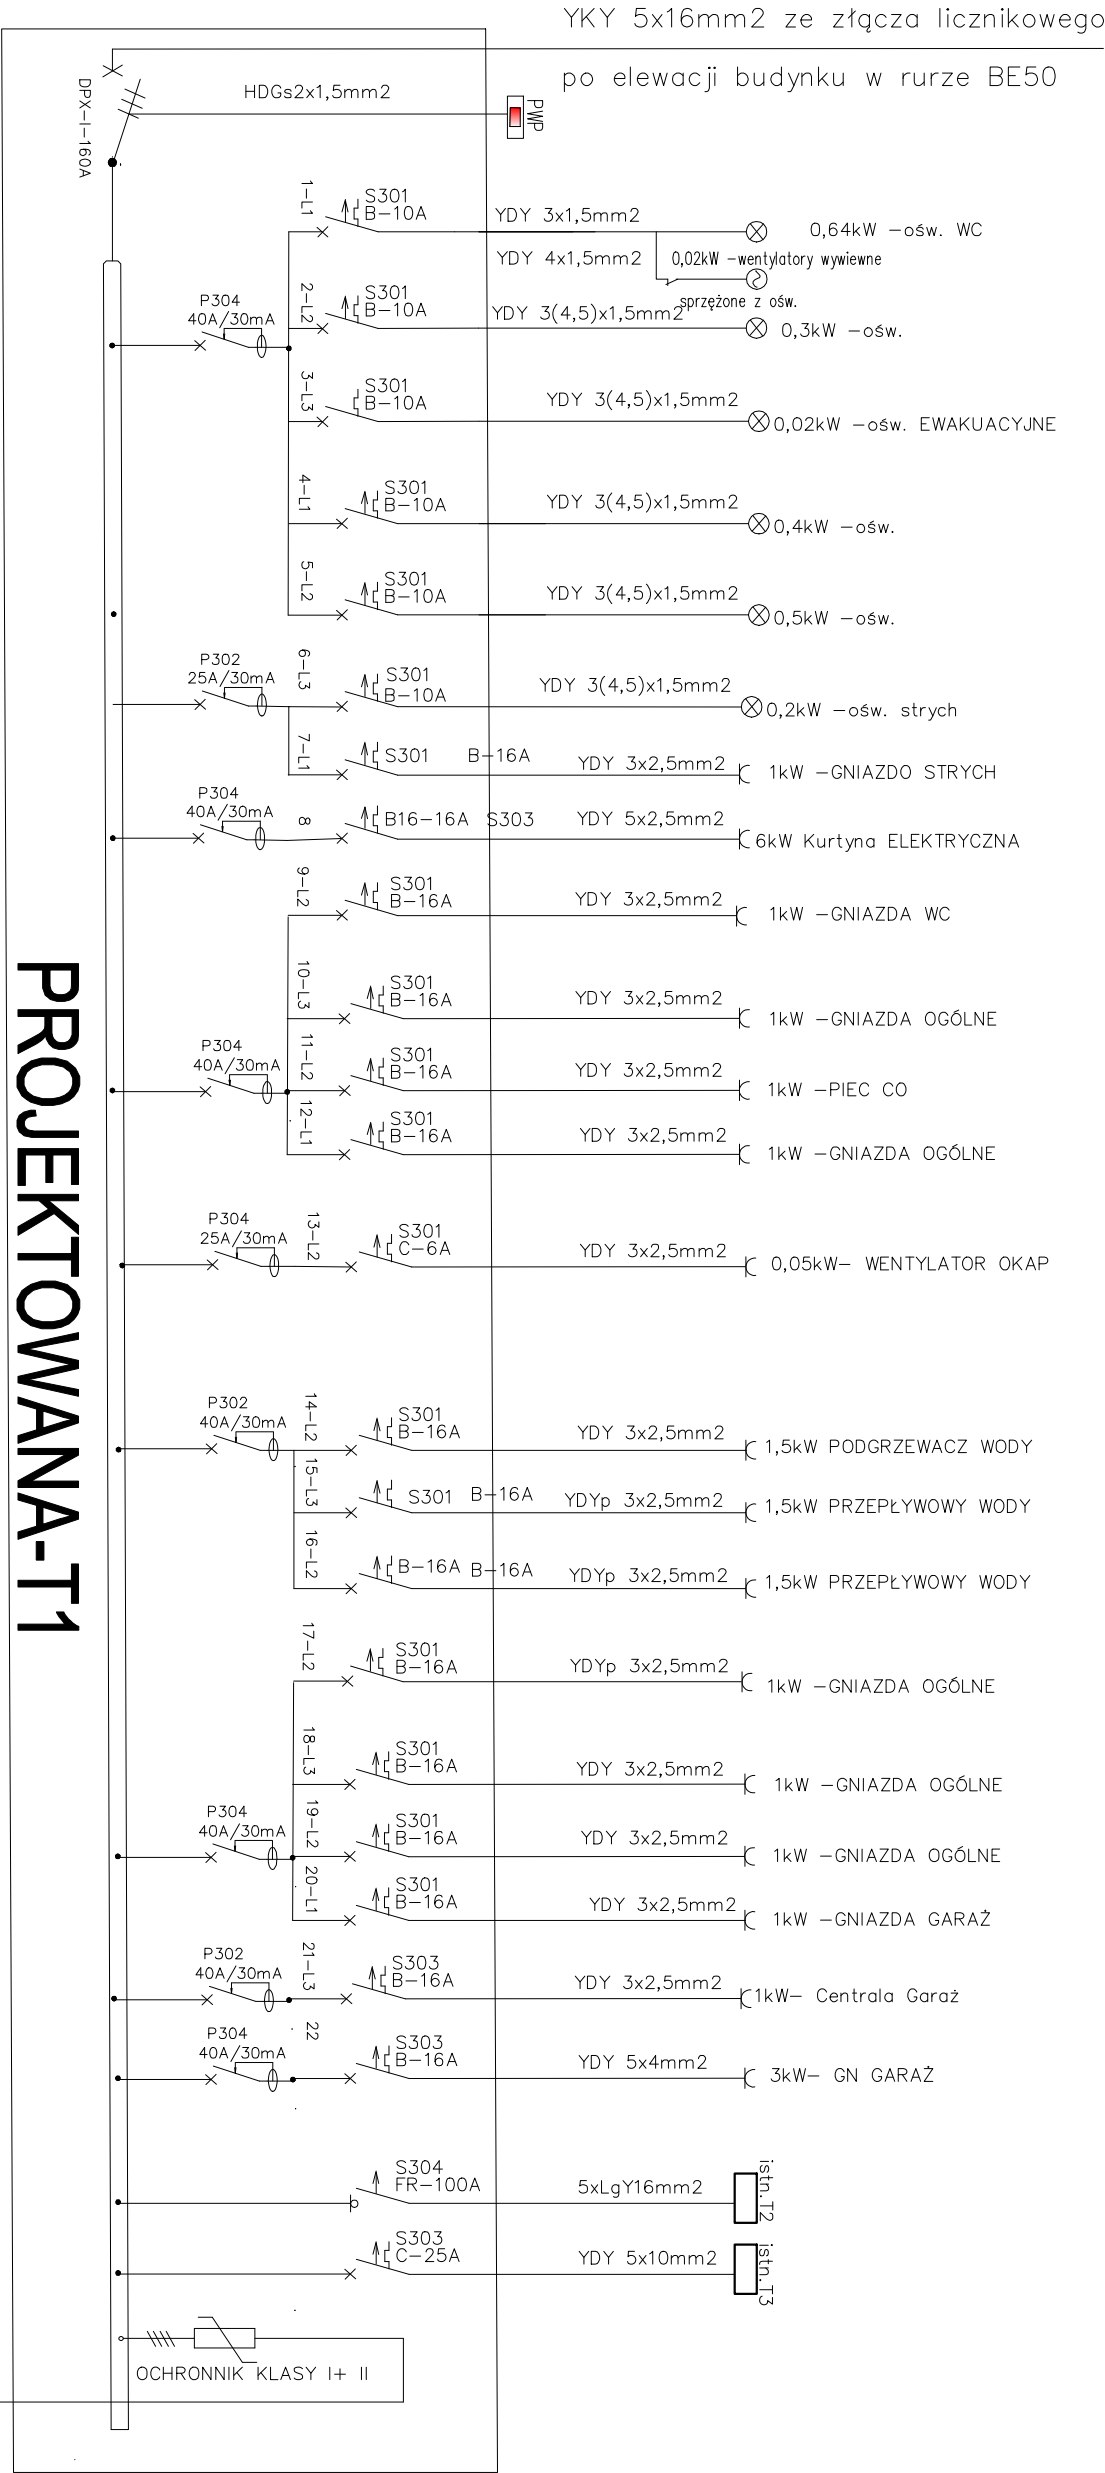 YKY 5x16mm2 ze złącza licznikowego
po elewacji budynku w rurze BE50
DPX-I-160A
HDGs2x1,5mm2
PWP
1-L1
S301
B-10A
YDY 3x1,5mm2
0,64kW -ośw. WC
YDY 4x1,5mm2
0,02kW -wentylatory wywiewne
sprzężone z ośw.
P304
40A/30mA
2-L2
S301
B-10A
YDY 3(4,5)x1,5mm2
0,3kW -ośw.
3-L3
S301
B-10A
YDY 3(4,5)x1,5mm2
0,02kW -ośw. EWAKUACYJNE
4-L1
S301
B-10A
YDY 3(4,5)x1,5mm2
0,4kW -ośw.
5-L2
S301
B-10A
YDY 3(4,5)x1,5mm2
0,5kW -ośw.
P302
25A/30mA
6-L3
S301
B-10A
YDY 3(4,5)x1,5mm2
0,2kW -ośw. strych
7-L1
S301 B-16A
YDY 3x2,5mm2
1kW -GNIAZDO STRYCH
P304
40A/30mA
8
B16-16A S303
YDY 5x2,5mm2
6kW Kurtyna ELEKTRYCZNA
9-L2
S301
B-16A
YDY 3x2,5mm2
1kW -GNIAZDA WC
10-L3
S301
B-16A
YDY 3x2,5mm2
1kW -GNIAZDA OGÓLNE
P304
40A/30mA
11-L2
S301
B-16A
YDY 3x2,5mm2
1kW -PIEC CO
12-L1
S301
B-16A
YDY 3x2,5mm2
1kW -GNIAZDA OGÓLNE
PROJEKTOWANA-T1
P304
25A/30mA
13-L2
S301
C-6A
YDY 3x2,5mm2
0,05kW- WENTYLATOR OKAP
P302
40A/30mA
14-L2
S301
B-16A
YDY 3x2,5mm2
1,5kW PODGRZEWACZ WODY
15-L3
S301 B-16A
YDYp 3x2,5mm2
1,5kW PRZEPŁYWOWY WODY
16-L2
B-16A B-16A
YDYp 3x2,5mm2
1,5kW PRZEPŁYWOWY WODY
17-L2
S301
B-16A
YDYp 3x2,5mm2
1kW -GNIAZDA OGÓLNE
18-L3
S301
B-16A
YDY 3x2,5mm2
1kW -GNIAZDA OGÓLNE
P304
40A/30mA
19-L2
S301
B-16A
YDY 3x2,5mm2
1kW -GNIAZDA OGÓLNE
20-L1
S301
B-16A
YDY 3x2,5mm2
1kW -GNIAZDA GARAŻ
P302
40A/30mA
21-L3
S303
B-16A
YDY 3x2,5mm2
1kW- Centrala Garaż
P304
40A/30mA
22
S303
B-16A
YDY 5x4mm2
3kW- GN GARAŻ
S304
FR-100A
5xLgY16mm2
istn.T2
S303
C-25A
YDY 5x10mm2
istn.T3
OCHRONNIK KLASY I+ II